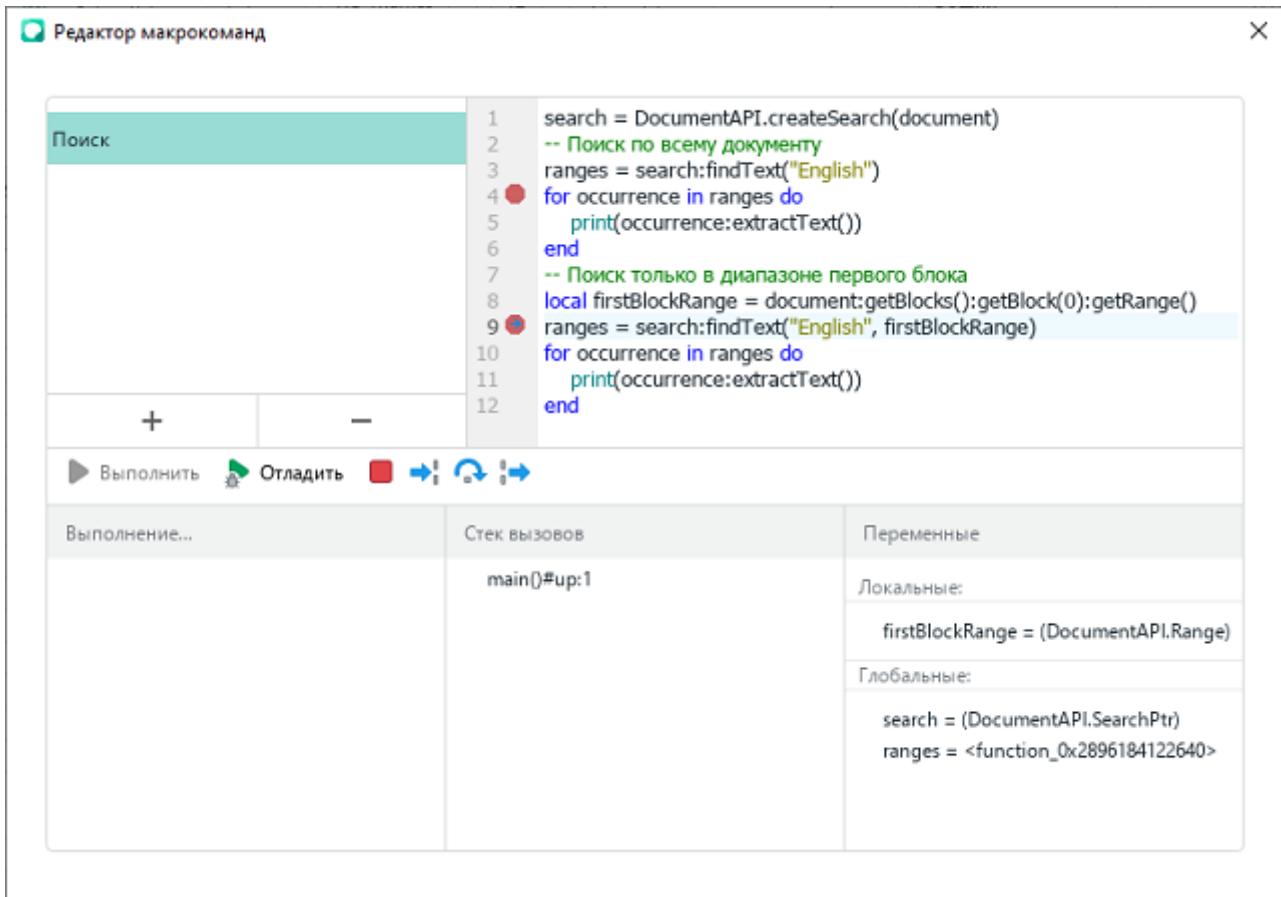 Редактор макрокоманд
Поиск
1 search = DocumentAPI.createSearch(document)
2 -- Поиск по всему документу
3 ranges = search:findText("English")
4 for occurrence in ranges do
5 print(occurrence:extractText())
6 end
7 -- Поиск только в диапазоне первого блока
8 local firstBlockRange = document:getBlocks():getBlock(0):getRange()
9 ranges = search:findText("English", firstBlockRange)
10 for occurrence in ranges do
11 print(occurrence:extractText())
12 end
+ −
Выполнить Отладить
Выполнение... Стек вызовов Переменные
main()#up:1
Локальные:
firstBlockRange = (DocumentAPI.Range)
Глобальные:
search = (DocumentAPI.SearchPtr)
ranges = <function_0x2896184122640>